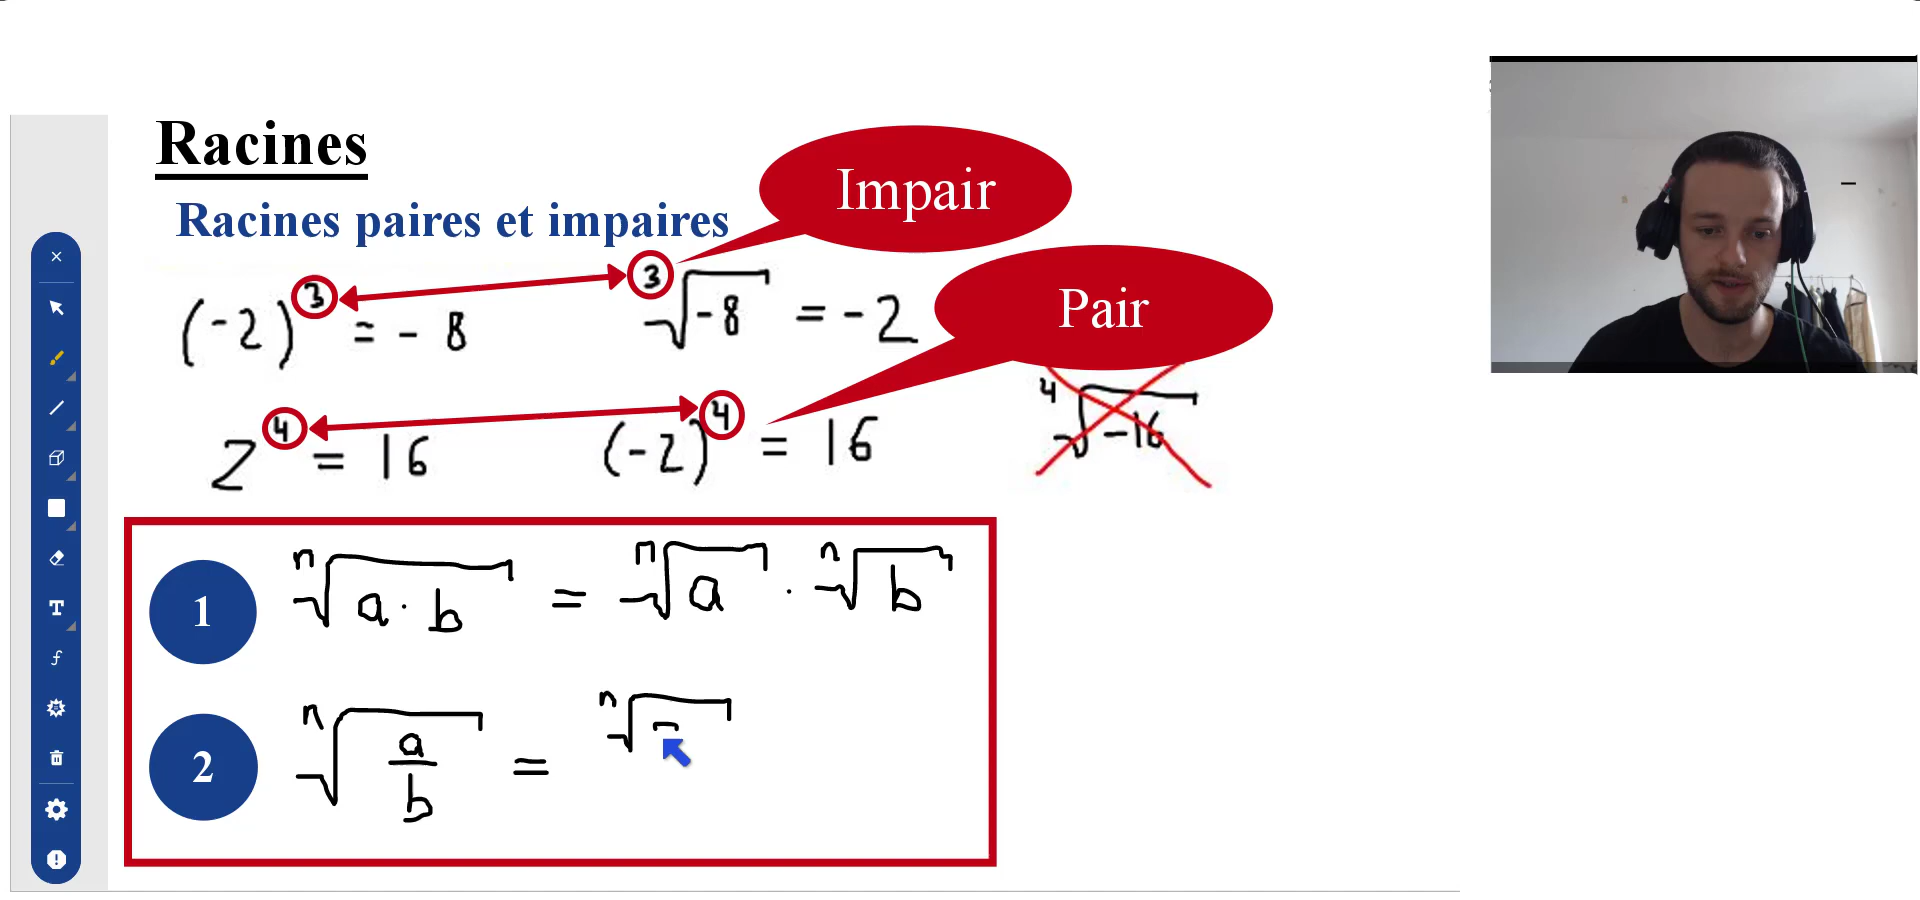 Racines
Impair
Racines paires et impaires
(-2)³ = - 8
³√-8 = -2
Pair
2⁴ = 16
(-2)⁴ = 16
⁴√-16
1
ⁿ√a · b = ⁿ√a · ⁿ√b
2
ⁿ√a/b = ⁿ√
T
f